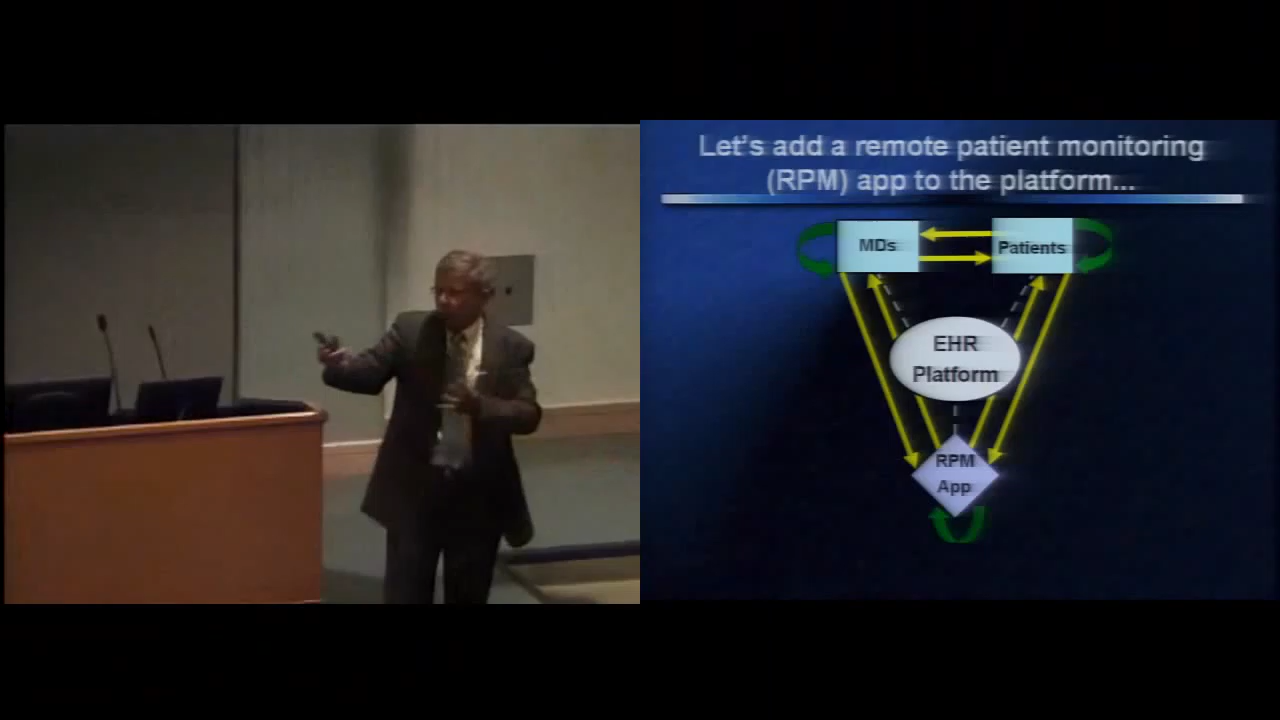 Let's add a remote patient monitoring
(RPM) app to the platform...
MDs
Patients
EHR
Platform
RPM
App